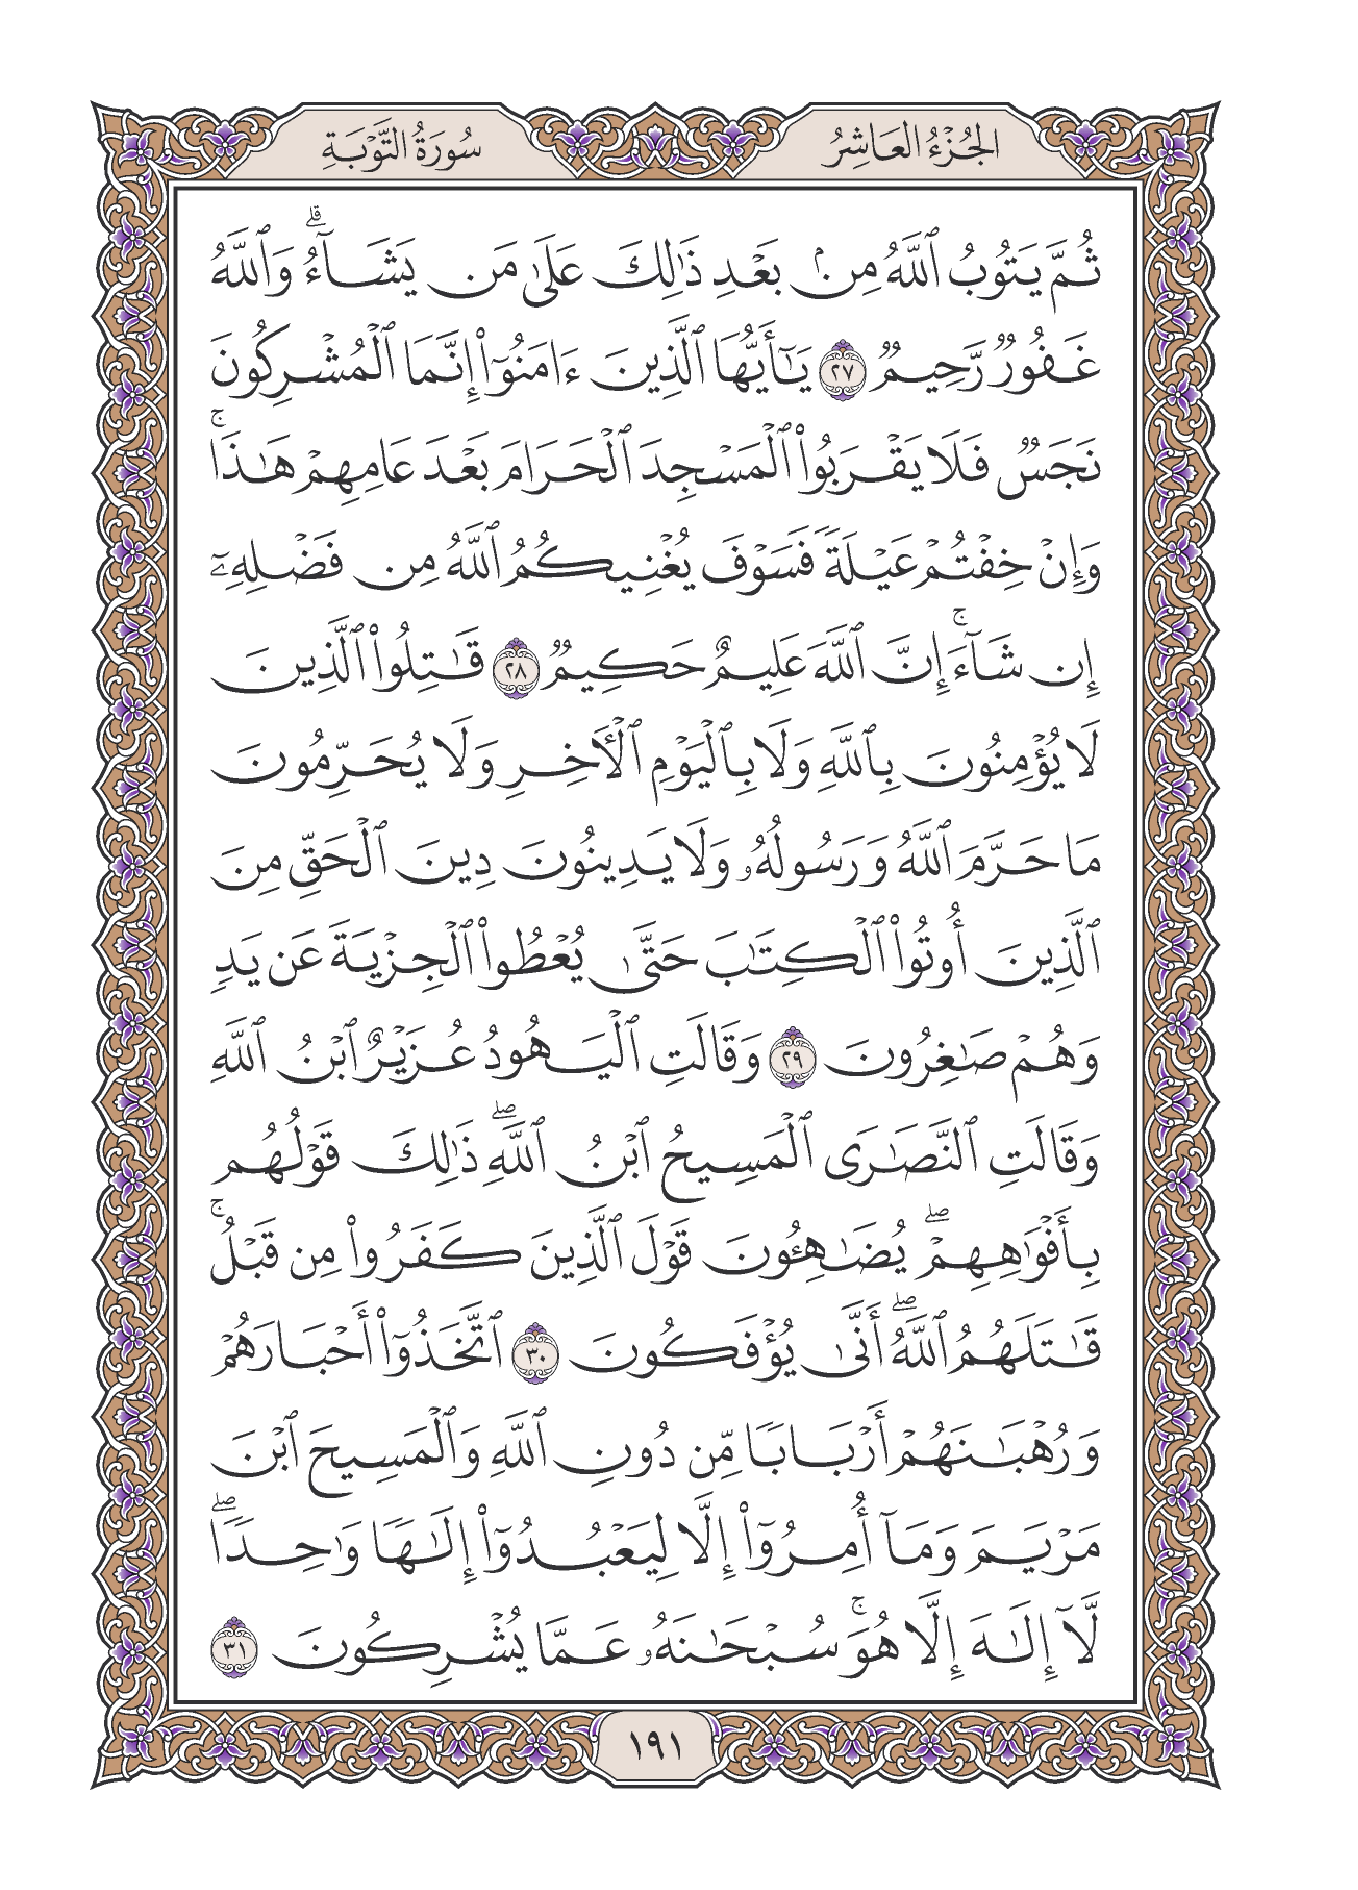 الجُزْءُ العَاشِرُ سُورَةُ التَّوْبَةِ
ثُمَّ يَتُوبُ ٱللَّهُ مِنۢ بَعْدِ ذَٰلِكَ عَلَىٰ مَن يَشَآءُۗ وَٱللَّهُ
غَفُورٌ رَّحِيمٌ ٢٧ يَٰٓأَيُّهَا ٱلَّذِينَ ءَامَنُوٓاْ إِنَّمَا ٱلْمُشْرِكُونَ
نَجَسٌ فَلَا يَقْرَبُواْ ٱلْمَسْجِدَ ٱلْحَرَامَ بَعْدَ عَامِهِمْ هَٰذَاۚ
وَإِنْ خِفْتُمْ عَيْلَةً فَسَوْفَ يُغْنِيكُمُ ٱللَّهُ مِن فَضْلِهِۦٓ
إِن شَآءَۚ إِنَّ ٱللَّهَ عَلِيمٌ حَكِيمٌ ٢٨ قَٰتِلُواْ ٱلَّذِينَ
لَا يُؤْمِنُونَ بِٱللَّهِ وَلَا بِٱلْيَوْمِ ٱلْأَخِرِ وَلَا يُحَرِّمُونَ
مَا حَرَّمَ ٱللَّهُ وَرَسُولُهُۥ وَلَا يَدِينُونَ دِينَ ٱلْحَقِّ مِنَ
ٱلَّذِينَ أُوتُواْ ٱلْكِتَٰبَ حَتَّىٰ يُعْطُواْ ٱلْجِزْيَةَ عَن يَدٍ
وَهُمْ صَٰغِرُونَ ٢٩ وَقَالَتِ ٱلْيَهُودُ عُزَيْرٌ ٱبْنُ ٱللَّهِ
وَقَالَتِ ٱلنَّصَٰرَى ٱلْمَسِيحُ ٱبْنُ ٱللَّهِۖ ذَٰلِكَ قَوْلُهُم
بِأَفْوَٰهِهِمْۖ يُضَٰهِـُٔونَ قَوْلَ ٱلَّذِينَ كَفَرُواْ مِن قَبْلُۚ
قَٰتَلَهُمُ ٱللَّهُۖ أَنَّىٰ يُؤْفَكُونَ ٣٠ ٱتَّخَذُوٓاْ أَحْبَارَهُمْ
وَرُهْبَٰنَهُمْ أَرْبَابًا مِّن دُونِ ٱللَّهِ وَٱلْمَسِيحَ ٱبْنَ
مَرْيَمَ وَمَآ أُمِرُوٓاْ إِلَّا لِيَعْبُدُوٓاْ إِلَٰهًا وَٰحِدًاۖ
لَّآ إِلَٰهَ إِلَّا هُوَۚ سُبْحَٰنَهُۥ عَمَّا يُشْرِكُونَ ٣١
١٩١